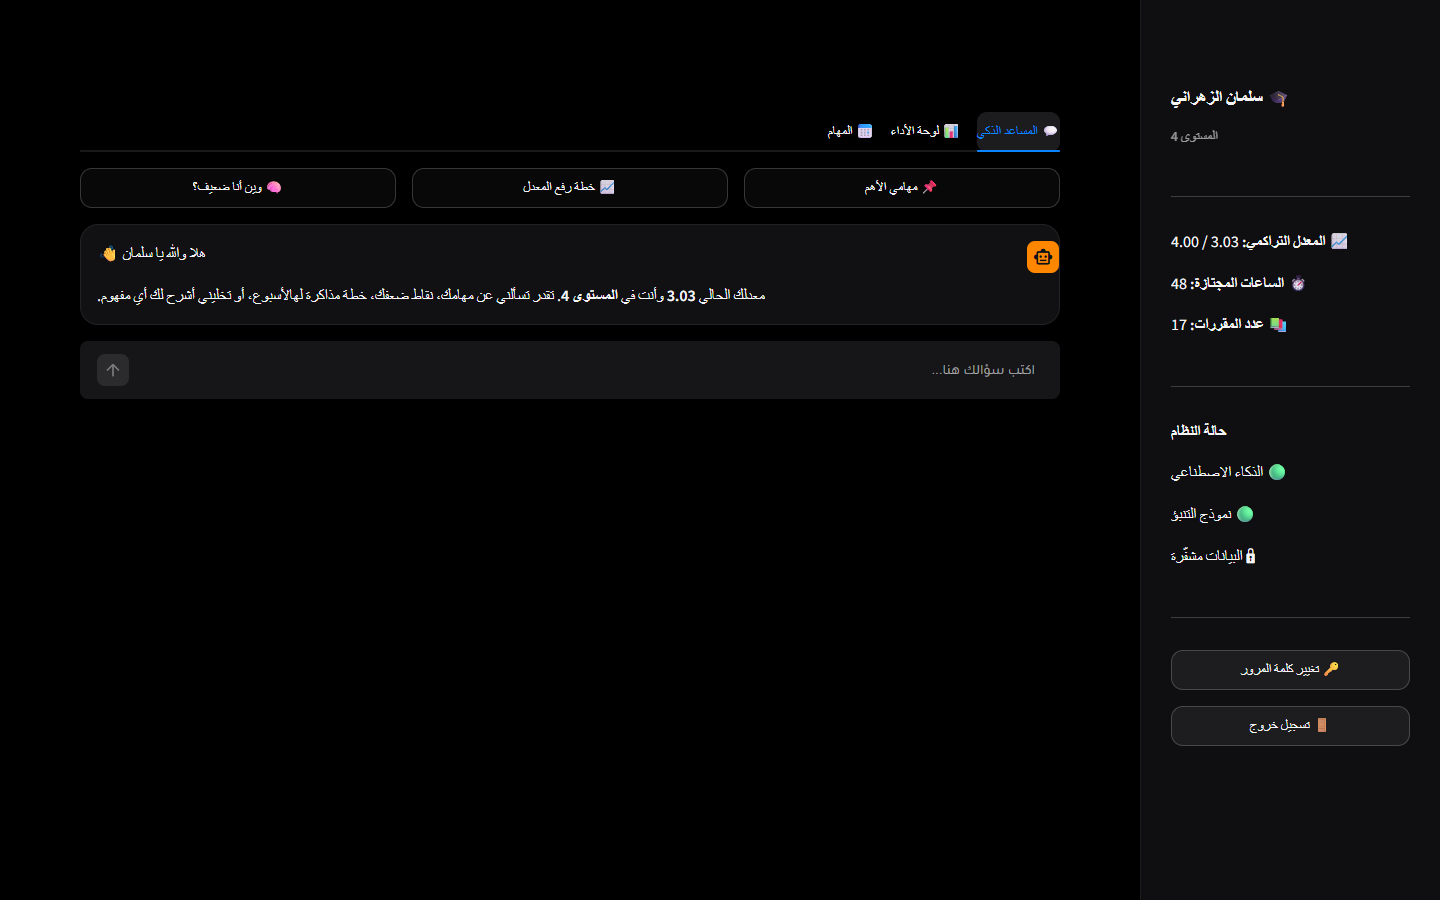 🎓 سلمان الزهراني
المستوى 4
📈 المعدل التراكمي: 3.03 / 4.00
⏱️ الساعات المجتازة: 48
📚 عدد المقررات: 17
حالة النظام
🟢 الذكاء الاصطناعي
🟢 نموذج التنبؤ
🔒 البيانات مشفّرة
🔑 تغيير كلمة المرور
🚪 تسجيل خروج
💬 المساعد الذكي
📊 لوحة الأداء
📅 المهام
📌 مهامي الأهم
📈 خطة رفع المعدل
🧠 وين أنا ضعيف؟
هلا والله يا سلمان 👋
معدلك الحالي 3.03 وأنت في المستوى 4. تقدر تسألني عن مهامك، نقاط ضعفك، خطة مذاكرة لهالأسبوع، أو تخليني أشرح لك أي مفهوم.
اكتب سؤالك هنا...